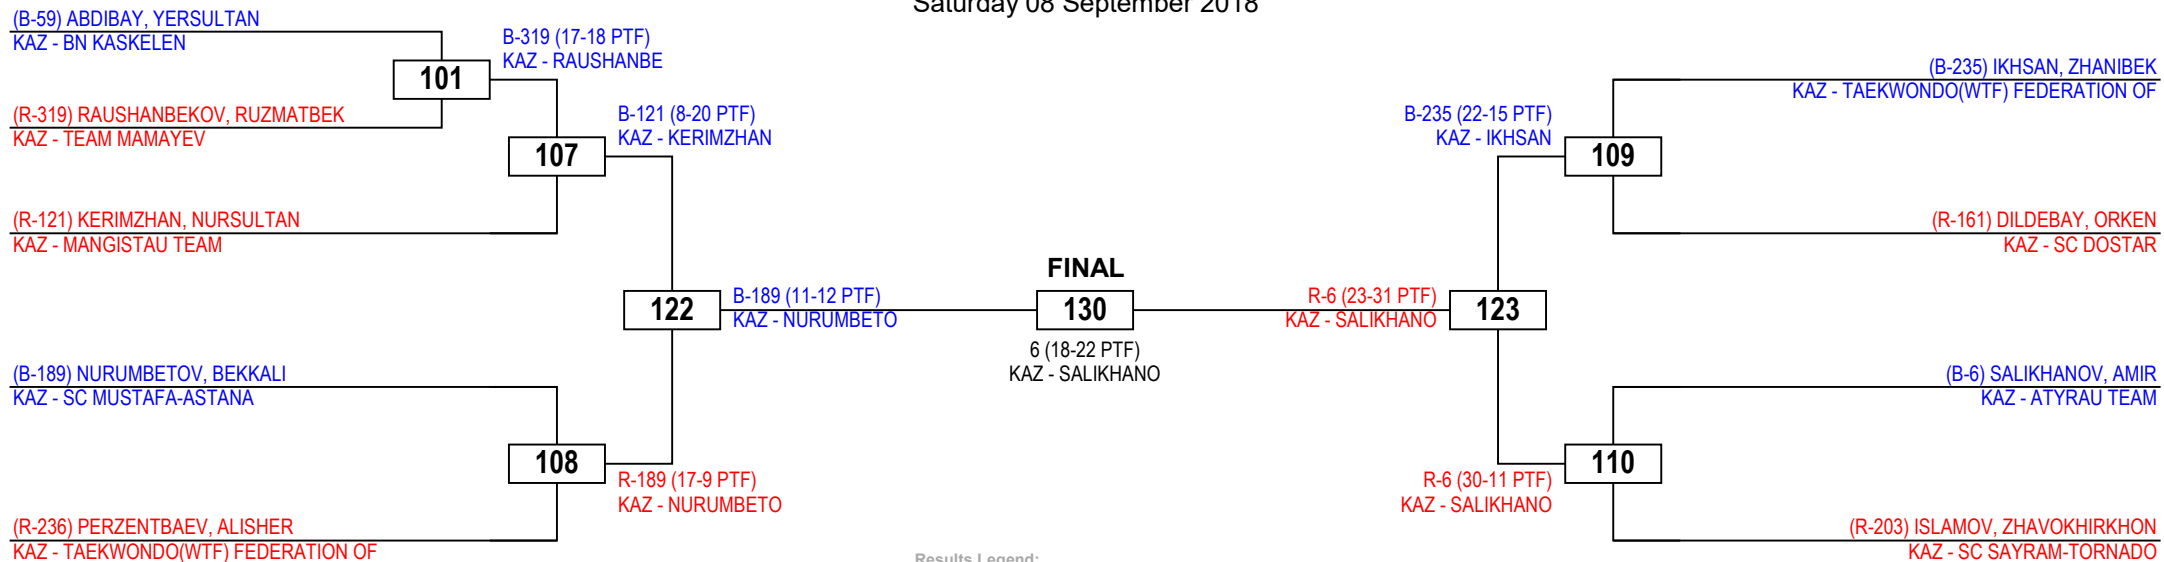 Saturday 08 September 2018
(B-59) ABDIBAY, YERSULTAN
KAZ - BN KASKELEN
101
(R-319) RAUSHANBEKOV, RUZMATBEK
KAZ - TEAM MAMAYEV
B-319 (17-18 PTF)
KAZ - RAUSHANBE
107
(R-121) KERIMZHAN, NURSULTAN
KAZ - MANGISTAU TEAM
B-121 (8-20 PTF)
KAZ - KERIMZHAN
122
(B-189) NURUMBETOV, BEKKALI
KAZ - SC MUSTAFA-ASTANA
108
(R-236) PERZENTBAEV, ALISHER
KAZ - TAEKWONDO(WTF) FEDERATION OF
R-189 (17-9 PTF)
KAZ - NURUMBETO
B-189 (11-12 PTF)
KAZ - NURUMBETO
FINAL
130
6 (18-22 PTF)
KAZ - SALIKHANO
R-6 (23-31 PTF)
KAZ - SALIKHANO
123
B-235 (22-15 PTF)
KAZ - IKHSAN
(B-235) IKHSAN, ZHANIBEK
KAZ - TAEKWONDO(WTF) FEDERATION OF
109
(R-161) DILDEBAY, ORKEN
KAZ - SC DOSTAR
(B-6) SALIKHANOV, AMIR
KAZ - ATYRAU TEAM
110
R-6 (30-11 PTF)
KAZ - SALIKHANO
(R-203) ISLAMOV, ZHAVOKHIRKHON
KAZ - SC SAYRAM-TORNADO
Results Legend: